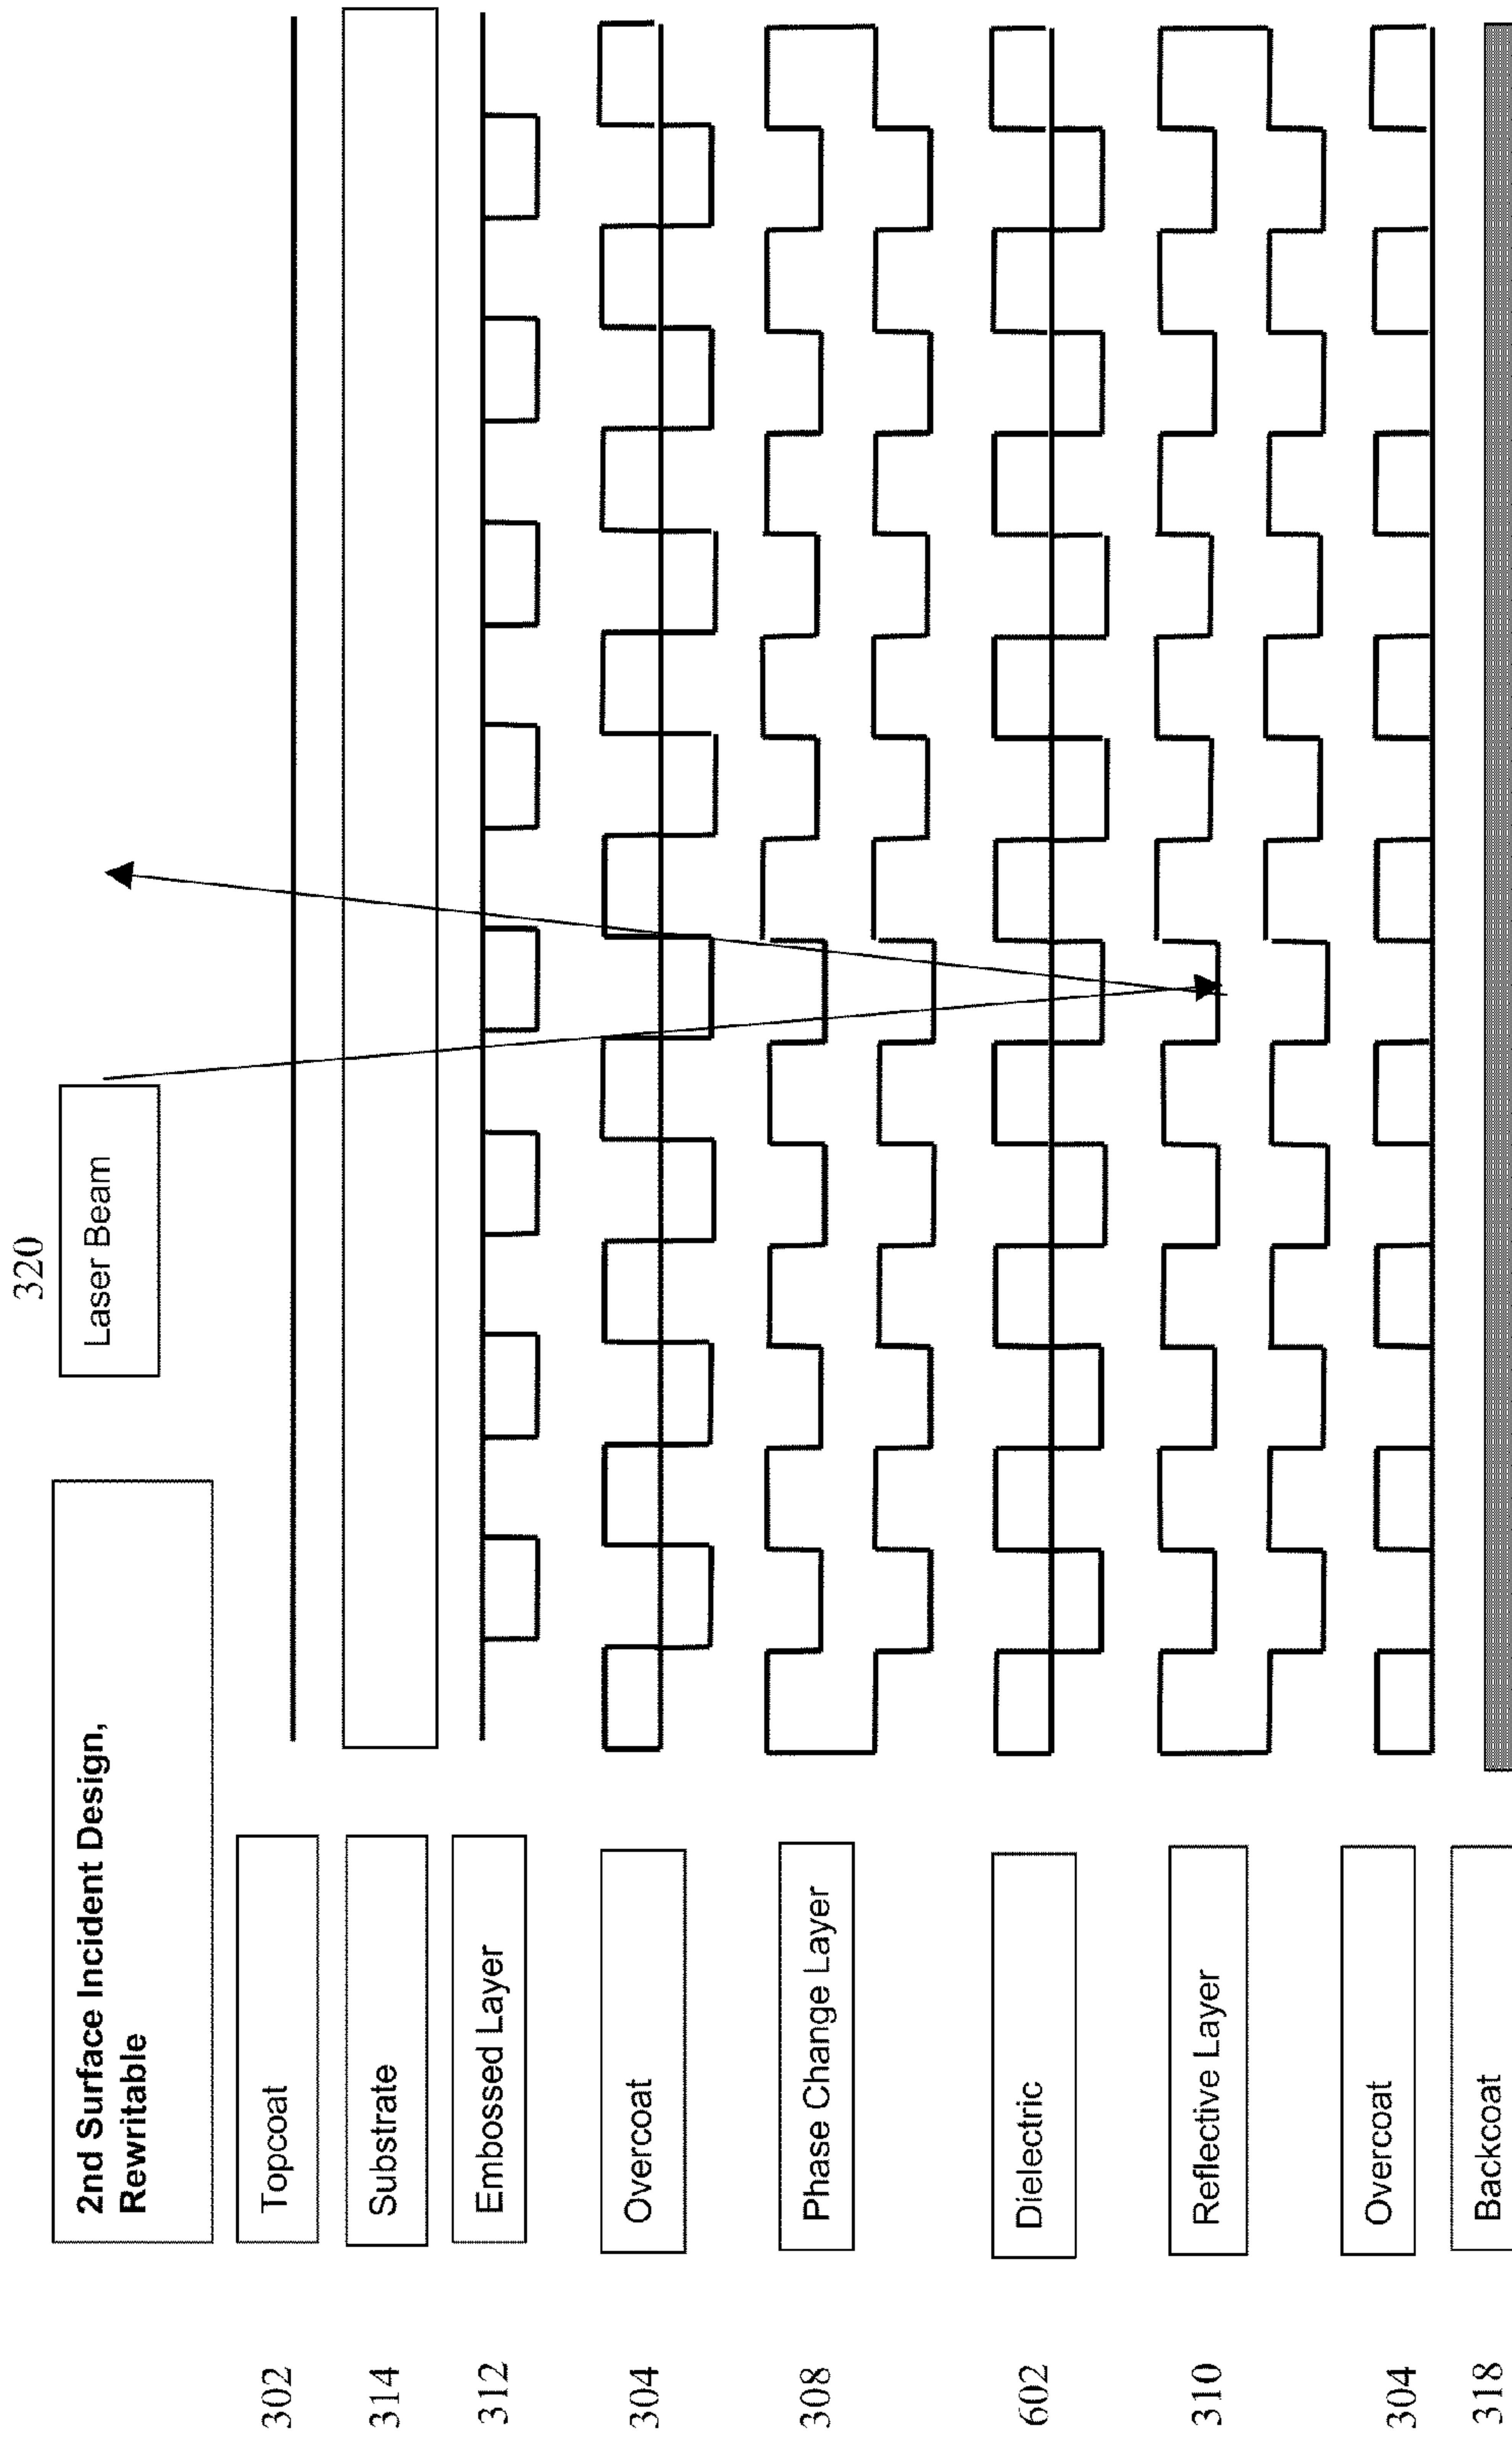 320
Laser Beam
2nd Surface Incident Design,
Rewritable
302
Topcoat
314
Substrate
312
Embossed Layer
304
Overcoat
308
Phase Change Layer
602
Dielectric
310
Reflective Layer
304
Overcoat
318
Backcoat